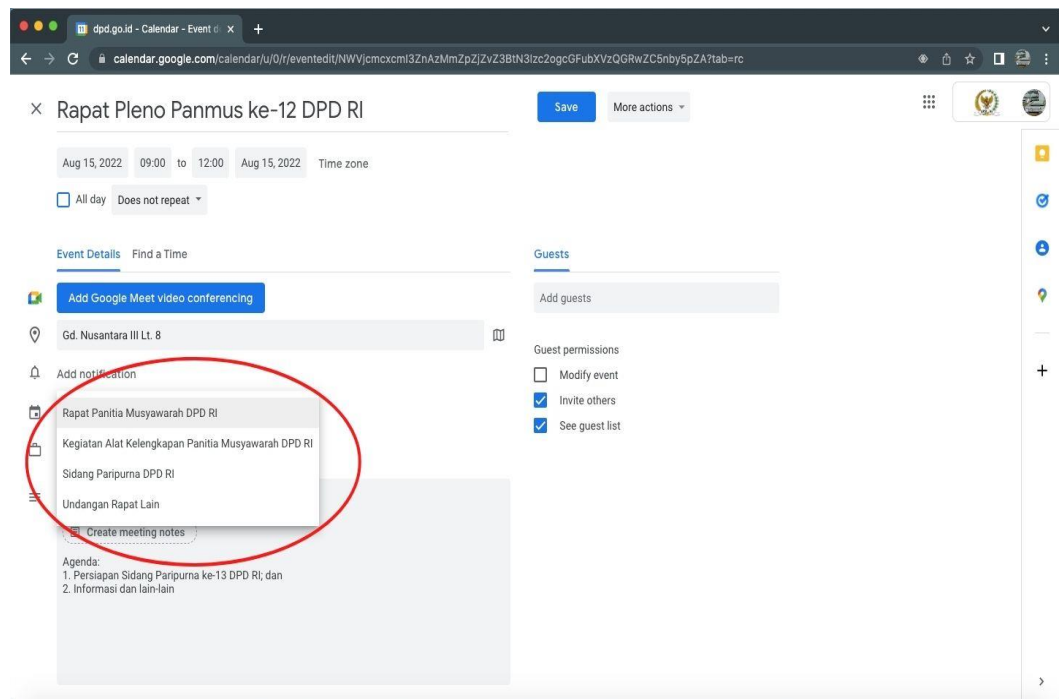 dpd.go.id - Calendar - Event d
calendar.google.com/calendar/u/0/r/eventedit/NWVjcmcxcmI3ZnAzMmZpZjZvZ3BtN3Izc2ogcGFubXVzQGRwZC5nby5pZA?tab=rc
Rapat Pleno Panmus ke-12 DPD RI
Save
More actions
Aug 15, 2022 09:00 to 12:00 Aug 15, 2022 Time zone
All day Does not repeat
Event Details Find a Time
Guests
Add Google Meet video conferencing
Add guests
Gd. Nusantara III Lt. 8
Guest permissions
Add notification
Modify event
Invite others
See guest list
Rapat Panitia Musyawarah DPD RI
Kegiatan Alat Kelengkapan Panitia Musyawarah DPD RI
Sidang Paripurna DPD RI
Undangan Rapat Lain
Create meeting notes
Agenda:
1. Persiapan Sidang Paripurna ke-13 DPD RI; dan
2. Informasi dan lain-lain